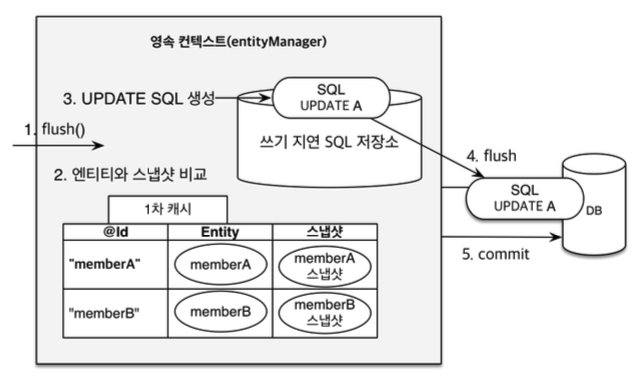 영속 컨텍스트(entityManager)
SQL
UPDATE A
3. UPDATE SQL 생성
1. flush()
쓰기 지연 SQL 저장소
4. flush
2. 엔티티와 스냅샷 비교
SQL
UPDATE A
DB
1차 캐시
@Id Entity 스냅샷
5. commit
"memberA" memberA memberA
스냅샷
"memberB" memberB memberB
스냅샷